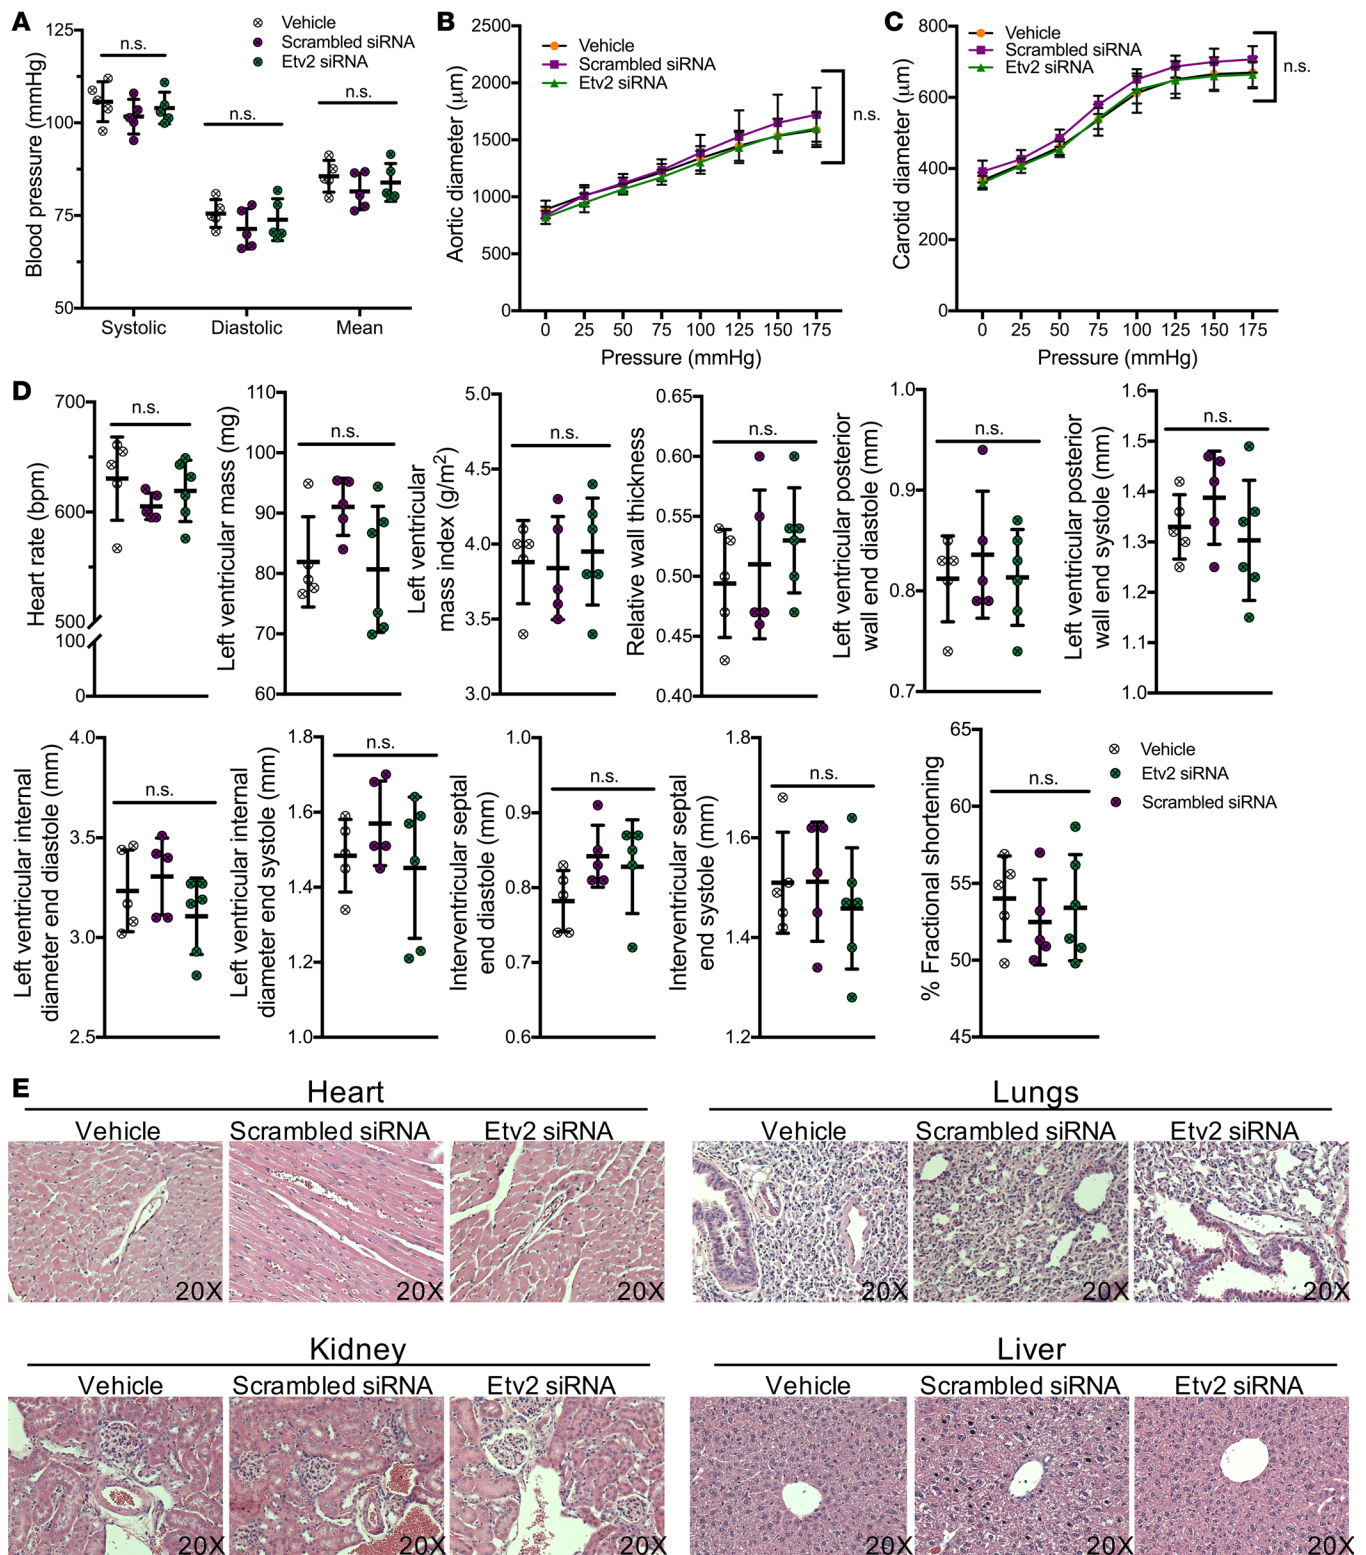 A
Blood pressure (mmHg)
125
100
75
50
n.s.
n.s.
n.s.
Systolic
Diastolic
Mean
Vehicle
Scrambled siRNA
Etv2 siRNA
B
Aortic diameter (μm)
2500
2000
1500
1000
500
0
Vehicle
Scrambled siRNA
Etv2 siRNA
n.s.
0 25 50 75 100 125 150 175
Pressure (mmHg)
C
Carotid diameter (μm)
800
600
400
200
0
Vehicle
Scrambled siRNA
Etv2 siRNA
n.s.
0 25 50 75 100 125 150 175
Pressure (mmHg)
D
Heart rate (bpm)
700
600
500
100
0
n.s.
Left ventricular mass (mg)
110
100
90
80
70
60
n.s.
Left ventricular
mass index (g/m²)
5.0
4.5
4.0
3.5
3.0
n.s.
Relative wall thickness
0.65
0.60
0.55
0.50
0.45
0.40
n.s.
Left ventricular posterior
wall end diastole (mm)
1.0
0.9
0.8
0.7
n.s.
Left ventricular posterior
wall end systole (mm)
1.6
1.5
1.4
1.3
1.2
1.1
1.0
n.s.
Left ventricular internal
diameter end diastole (mm)
4.0
3.5
3.0
2.5
n.s.
Left ventricular internal
diameter end systole (mm)
1.8
1.6
1.4
1.2
1.0
n.s.
Interventricular septal
end diastole (mm)
1.0
0.9
0.8
0.7
0.6
n.s.
Interventricular septal
end systole (mm)
1.8
1.6
1.4
1.2
n.s.
% Fractional shortening
65
60
55
50
45
n.s.
Vehicle
Etv2 siRNA
Scrambled siRNA
E
Heart
Vehicle Scrambled siRNA Etv2 siRNA
20X 20X 20X
Lungs
Vehicle Scrambled siRNA Etv2 siRNA
20X 20X 20X
Kidney
Vehicle Scrambled siRNA Etv2 siRNA
20X 20X 20X
Liver
Vehicle Scrambled siRNA Etv2 siRNA
20X 20X 20X